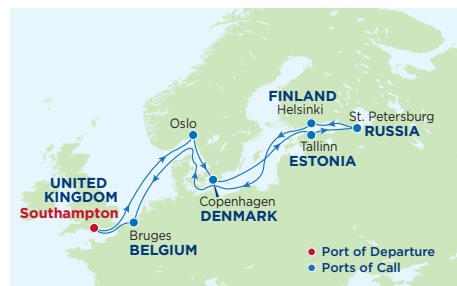 FINLAND
Helsinki
St. Petersburg
RUSSIA
Oslo
Tallinn
ESTONIA
UNITED
KINGDOM
Southampton
Copenhagen
DENMARK
Bruges
BELGIUM
Port of Departure
Ports of Call